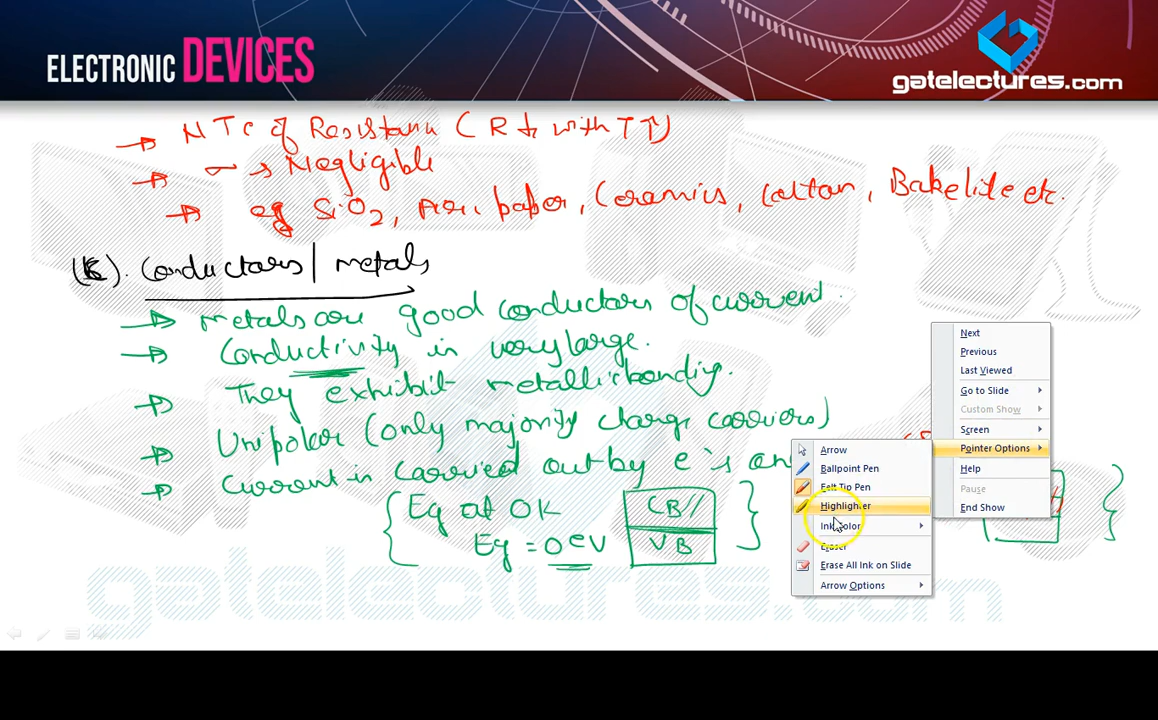 ELECTRONIC DEVICES
gatelectures.com
→ NTC of Resistance (R ↓ with T↑)
→ σ → Negligible
→ eg SiO2, Air, paper, Ceramics, Cotton, Bakelite etc.
Conductors | metals
→ Metals are good conductors of current.
→ Conductivity is very large.
→ They exhibit metallic bonding.
→ Unipolar (only majority charge carriers)
→ Current is carried out by e⁻s
{ Eg at 0K CB }
Eg = 0 eV VB
Next
Previous
Last Viewed
Go to Slide
Custom Show
Screen
Pointer Options
Help
Pause
End Show
Arrow
Ballpoint Pen
Felt Tip Pen
Highlighter
Ink Color
Eraser
Erase All Ink on Slide
Arrow Options
gatelectures.com